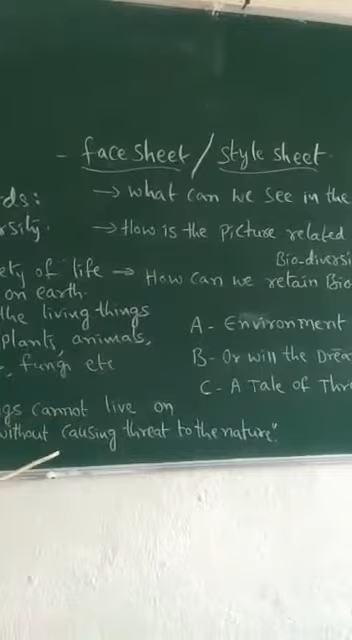 - face sheet / style sheet
ds:
→ What can we see in the
rsity.
→ How is the Picture related
Bio-diversi
ety of life → How can we retain Bio
on earth.
the living things
A - Environment
plants, animals,
B - Or will the Drea
, fungi etc
C - A Tale of Thr
gs cannot live on
without causing threat to the nature".